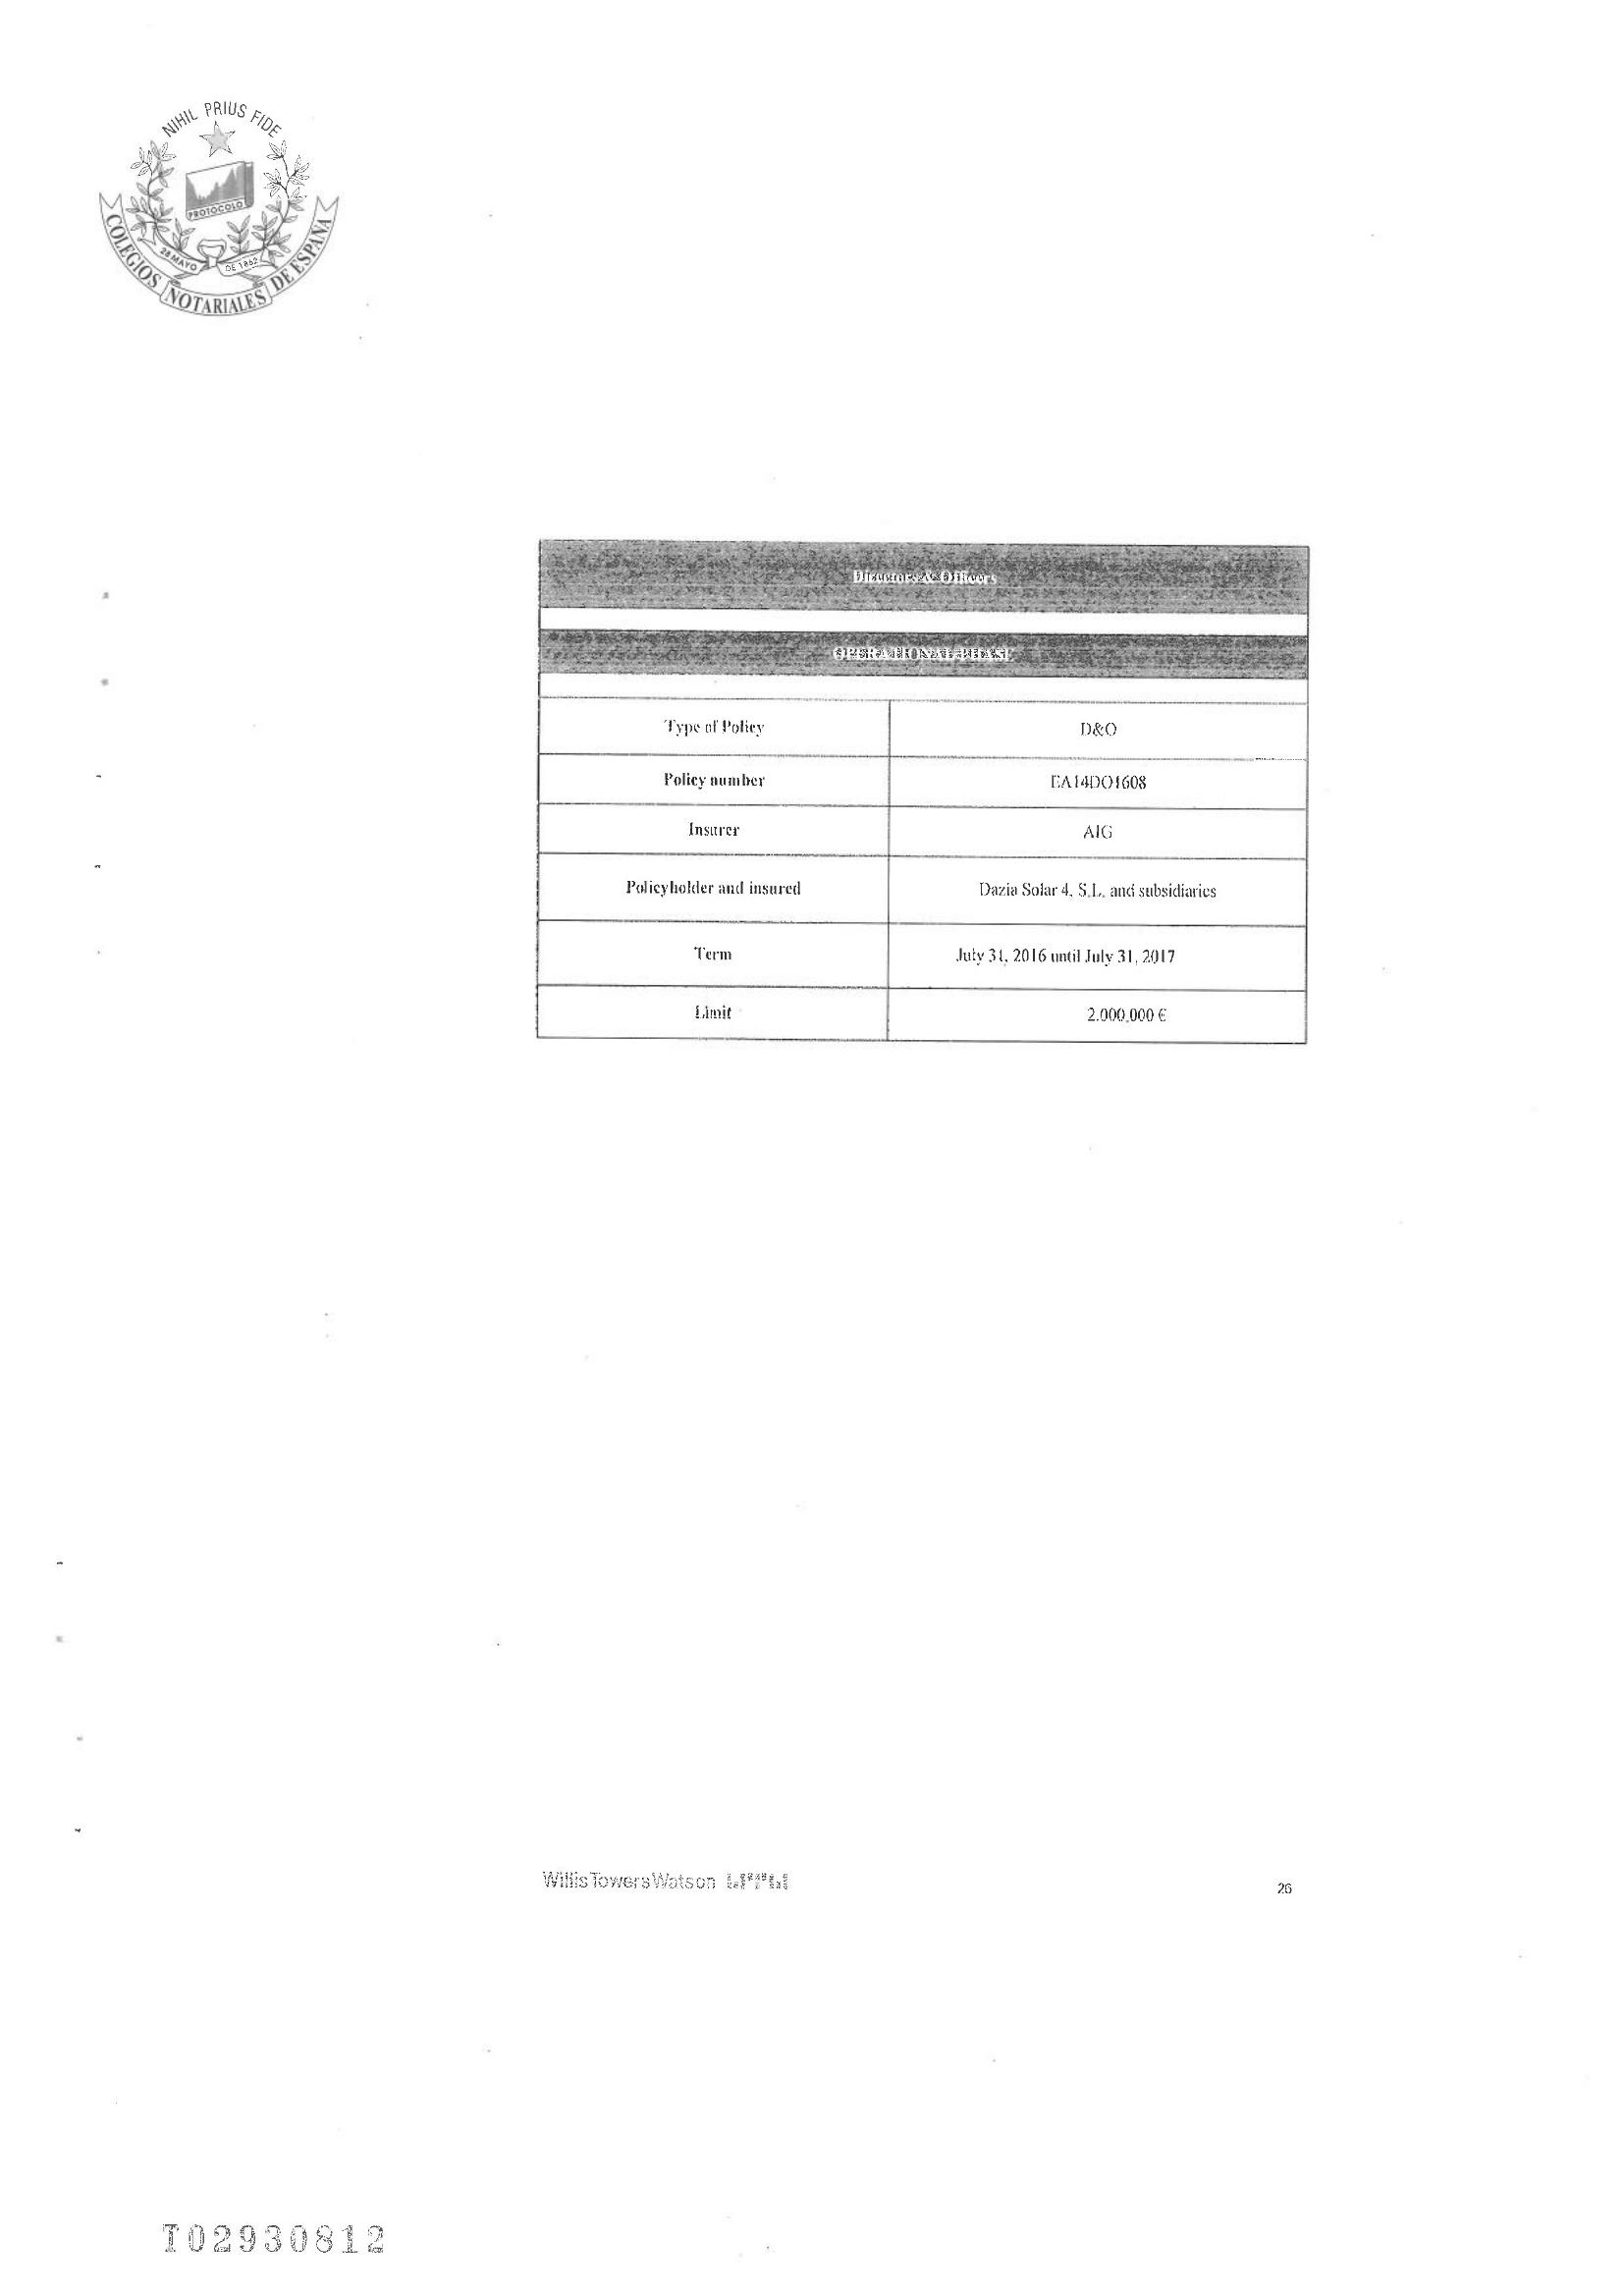 NIHIL PRIUS FIDE
PROTOCOLO
28 MAYO DE 1862
COLEGIOS NOTARIALES DE ESPAÑA
Directors & Officers
OPERATIONAL PHASE
Type of Policy D&O
Policy number EA14DO1608
Insurer AIG
Policyholder and insured Dazia Solar 4, S.L. and subsidiaries
Term July 31, 2016 until July 31, 2017
Limit 2.000.000 €
WillisTowersWatson
26
T02930812